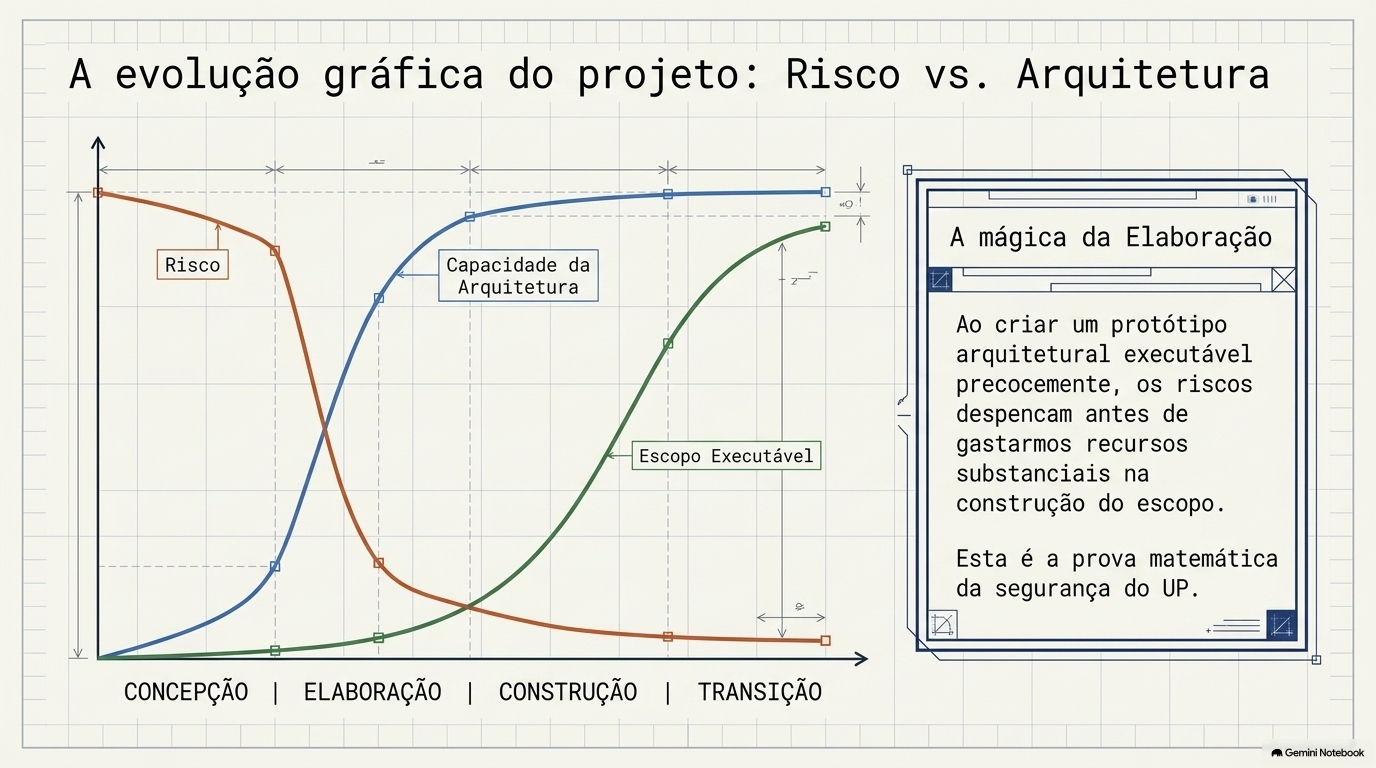 A evolução gráfica do projeto: Risco vs. Arquitetura
Risco
Capacidade da
Arquitetura
Escopo Executável
CONCEPÇÃO | ELABORAÇÃO | CONSTRUÇÃO | TRANSIÇÃO
A mágica da Elaboração
Ao criar um protótipo
arquitetural executável
precocemente, os riscos
despencam antes de
gastarmos recursos
substanciais na
construção do escopo.
Esta é a prova matemática
da segurança do UP.
Gemini Notebook